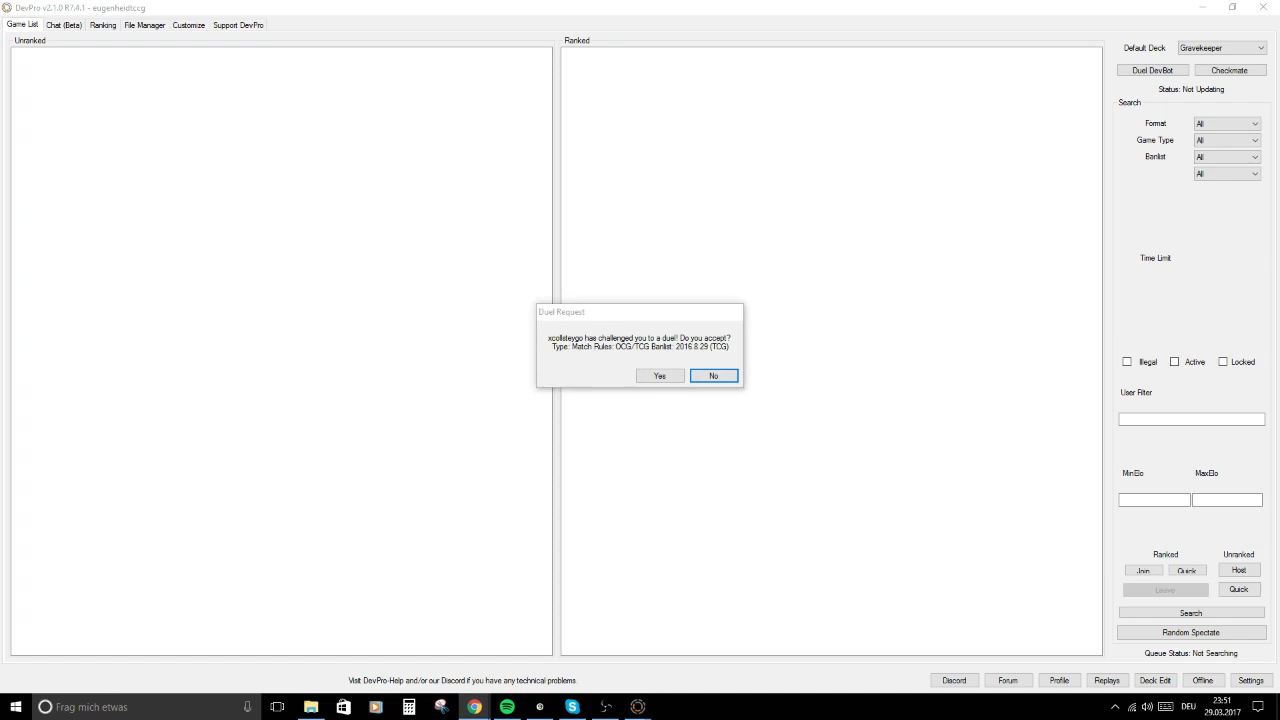 DevPro v2.1.0 R7.4.1 - eugenheidtccg
Game List Chat (Beta) Ranking File Manager Customize Support DevPro
Unranked
Ranked
Default Deck Gravekeeper
Duel DevBot Checkmate
Status: Not Updating
Search
Format All
Game Type All
Banlist All
All
Time Limit
Duel Request
xcollsteygo has challenged you to a duel! Do you accept?
Type: Match Rules: OCG/TCG Banlist: 2016.8.29 (TCG)
Yes No
Illegal Active Locked
User Filter
MinElo MaxElo
Ranked Unranked
Join Quick Host
Leave Quick
Search
Random Spectate
Queue Status: Not Searching
Visit DevPro-Help and/or our Discord if you have any technical problems.
Discord Forum Profile Replays Deck Edit Offline Settings
Frag mich etwas
DEU
23:51
29.03.2017